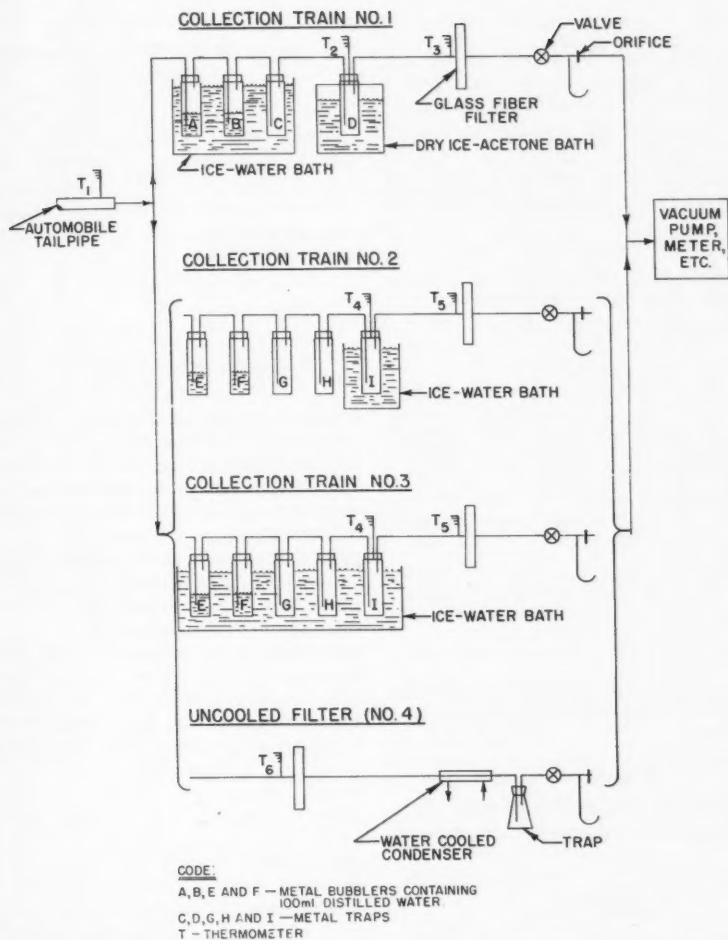 COLLECTION TRAIN NO. 1
VALVE
ORIFICE
T2
T3
A
B
C
D
GLASS FIBER
FILTER
DRY ICE-ACETONE BATH
ICE-WATER BATH
T1
AUTOMOBILE
TAILPIPE
VACUUM
PUMP,
METER,
ETC.
COLLECTION TRAIN NO. 2
T4
T5
E
F
G
H
I
ICE-WATER BATH
COLLECTION TRAIN NO.3
T4
T5
E
F
G
H
I
ICE-WATER BATH
UNCOOLED FILTER (NO. 4)
T6
WATER COOLED
CONDENSER
TRAP
CODE:
A,B,E AND F — METAL BUBBLERS CONTAINING
100ml DISTILLED WATER
C,D,G,H AND I — METAL TRAPS
T — THERMOMETER